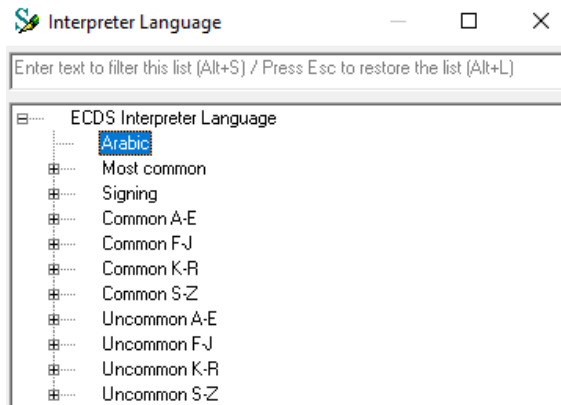 Interpreter Language
Enter text to filter this list (Alt+S) / Press Esc to restore the list (Alt+L)
ECDS Interpreter Language
Arabic
Most common
Signing
Common A-E
Common F-J
Common K-R
Common S-Z
Uncommon A-E
Uncommon F-J
Uncommon K-R
Uncommon S-Z